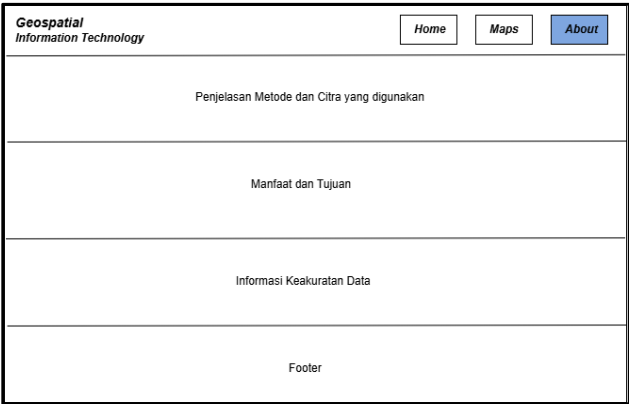 Geospatial
Information Technology
Home
Maps
About
Penjelasan Metode dan Citra yang digunakan
Manfaat dan Tujuan
Informasi Keakuratan Data
Footer